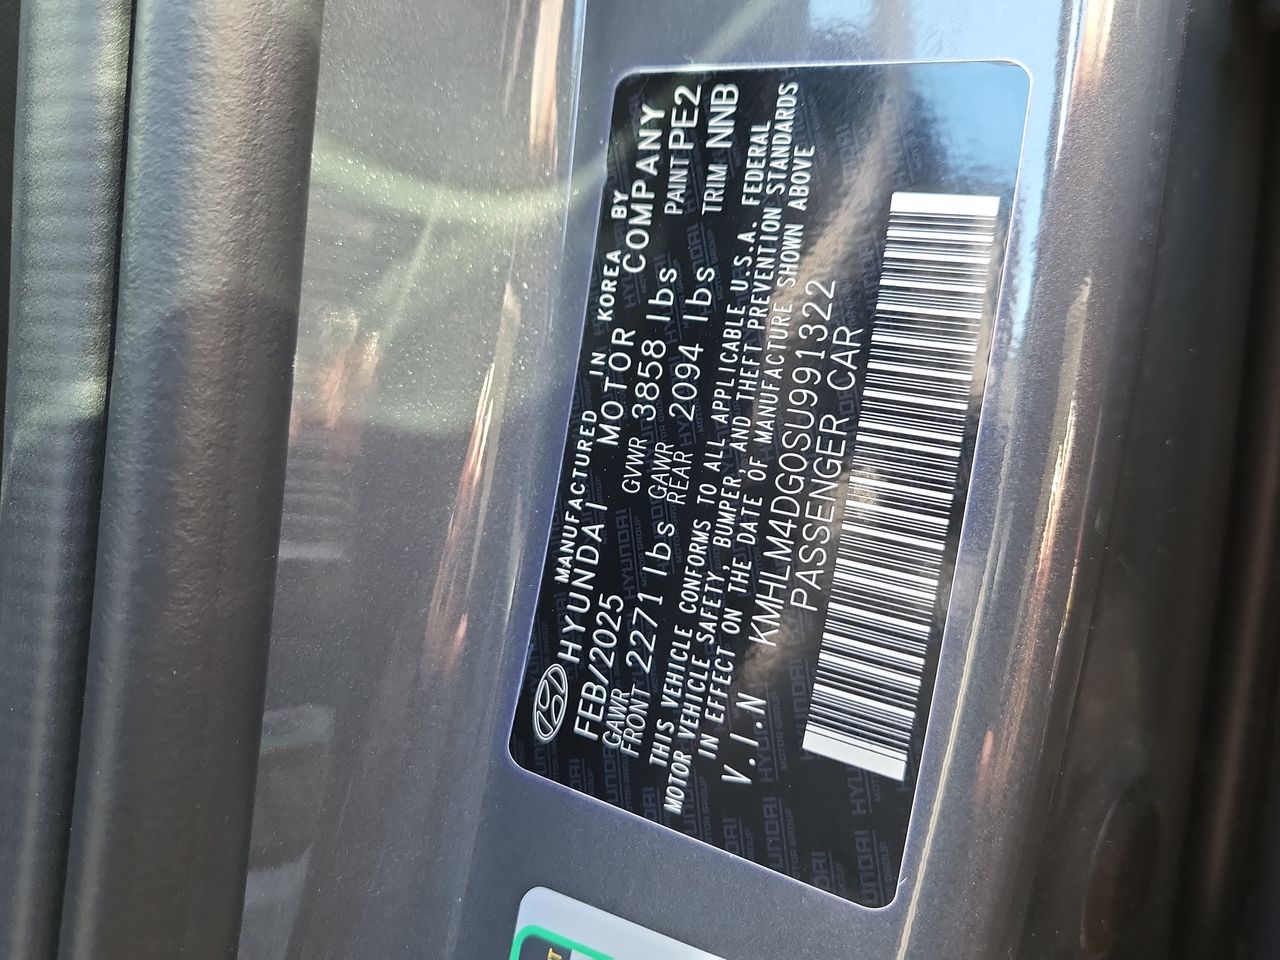 MANUFACTURED IN KOREA BY
HYUNDAI MOTOR COMPANY
FEB/2025 GVWR 3858 lbs PAINT PE2
GAWR FRONT 2271 lbs GAWR REAR 2094 lbs TRIM NNB
THIS VEHICLE CONFORMS TO ALL APPLICABLE U.S.A. FEDERAL
MOTOR VEHICLE SAFETY, BUMPER, AND THEFT PREVENTION STANDARDS
IN EFFECT ON THE DATE OF MANUFACTURE SHOWN ABOVE
V.I.N KMHLM4DG0SU991322
PASSENGER CAR